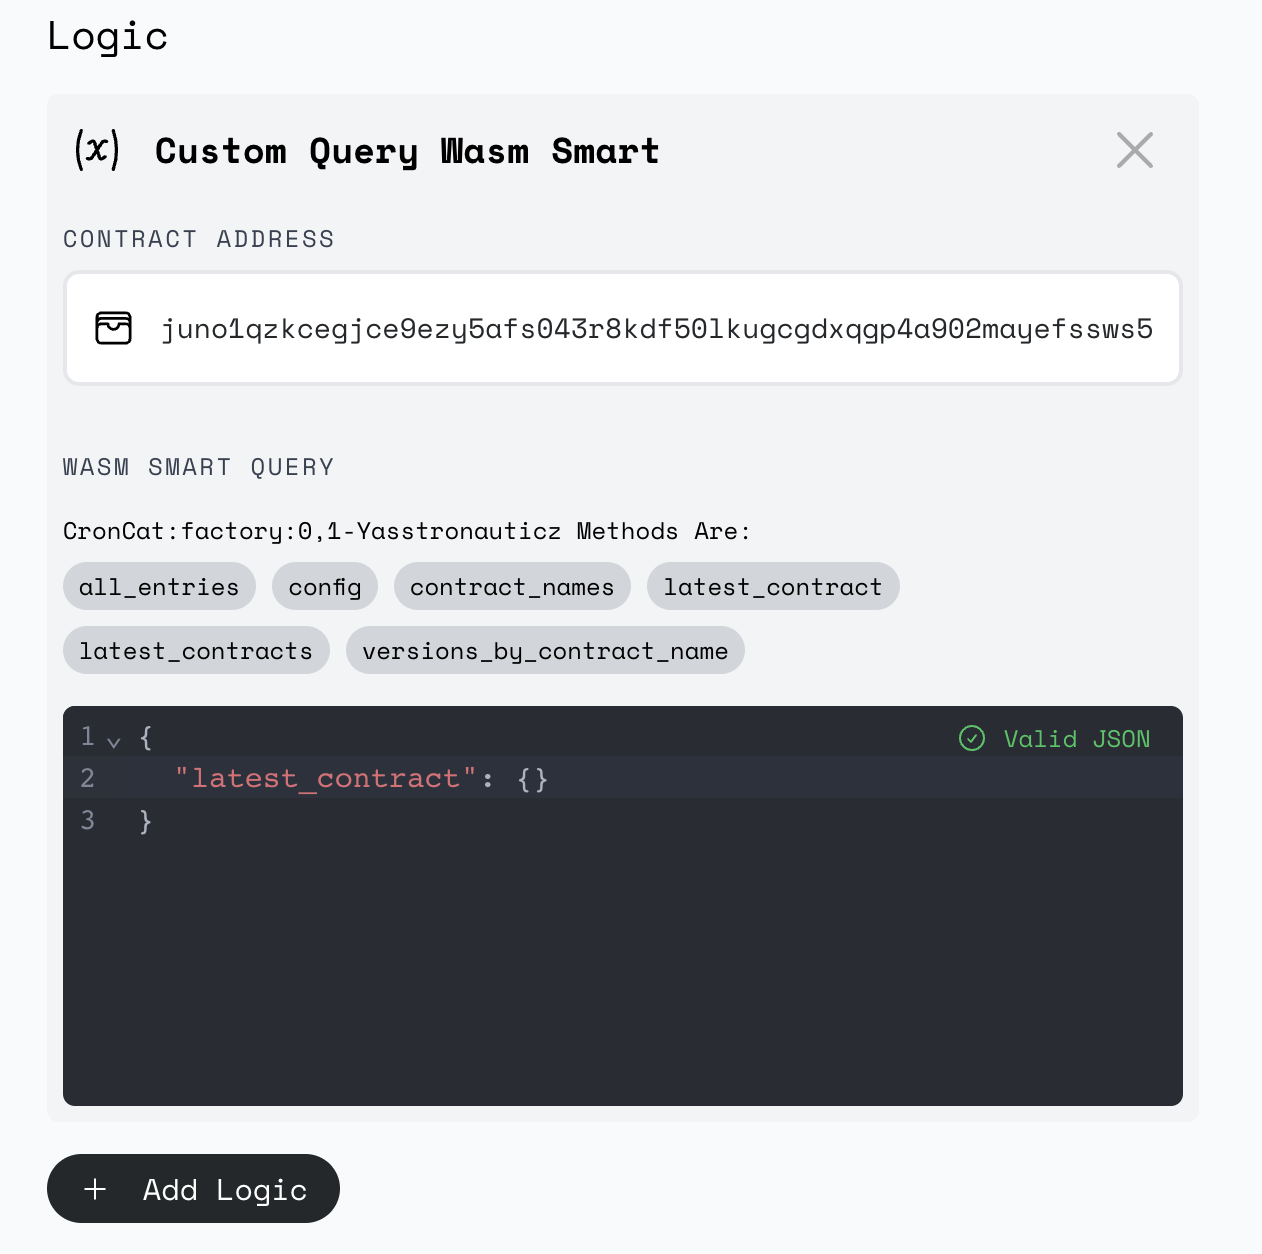 Logic
(x) Custom Query Wasm Smart
CONTRACT ADDRESS
juno1qzkcegjce9ezy5afs043r8kdf50lkugcgdxqgp4a902mayefssws5
WASM SMART QUERY
CronCat:factory:0,1-Yasstronauticz Methods Are:
all_entries config contract_names latest_contract
latest_contracts versions_by_contract_name
1 { Valid JSON
2 "latest_contract": {}
3 }
+ Add Logic